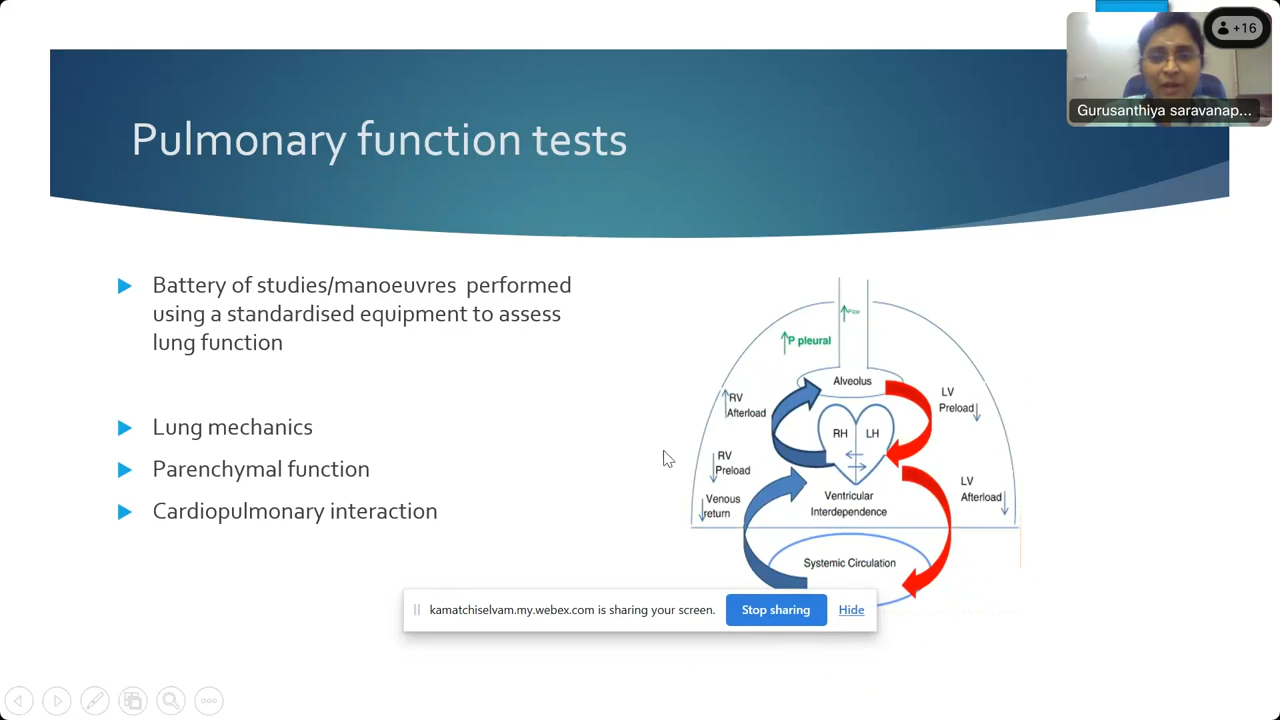 +16
Gurusanthiya saravanap...
Pulmonary function tests
Battery of studies/manoeuvres performed
using a standardised equipment to assess
lung function
Lung mechanics
Parenchymal function
Cardiopulmonary interaction
↑Paw
↑P pleural
Alveolus
↑RV
Afterload
LV
Preload↓
RH
LH
↓RV
Preload
↓Venous
return
LV
Afterload↓
Ventricular
Interdependence
Systemic Circulation
kamatchiselvam.my.webex.com is sharing your screen.
Stop sharing
Hide